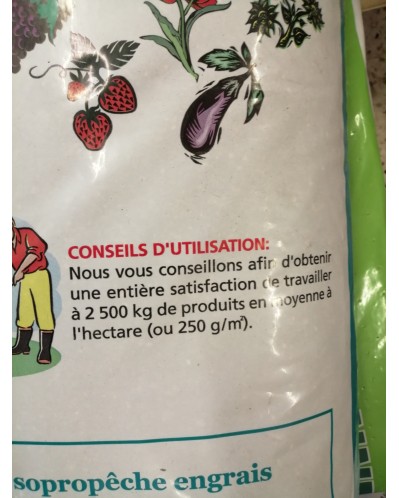 CONSEILS D'UTILISATION:
Nous vous conseillons afin d'obtenir
une entière satisfaction de travailler
à 2 500 kg de produits en moyenne à
l'hectare (ou 250 g/m²).
sopropêche engrais